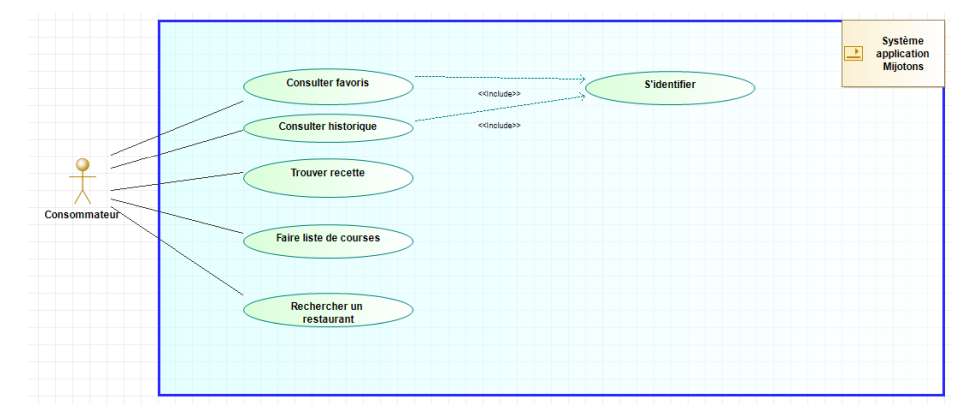 Système
application
Mijotons
Consulter favoris
S'identifier
<<Include>>
Consulter historique
<<Include>>
Trouver recette
Consommateur
Faire liste de courses
Rechercher un
restaurant